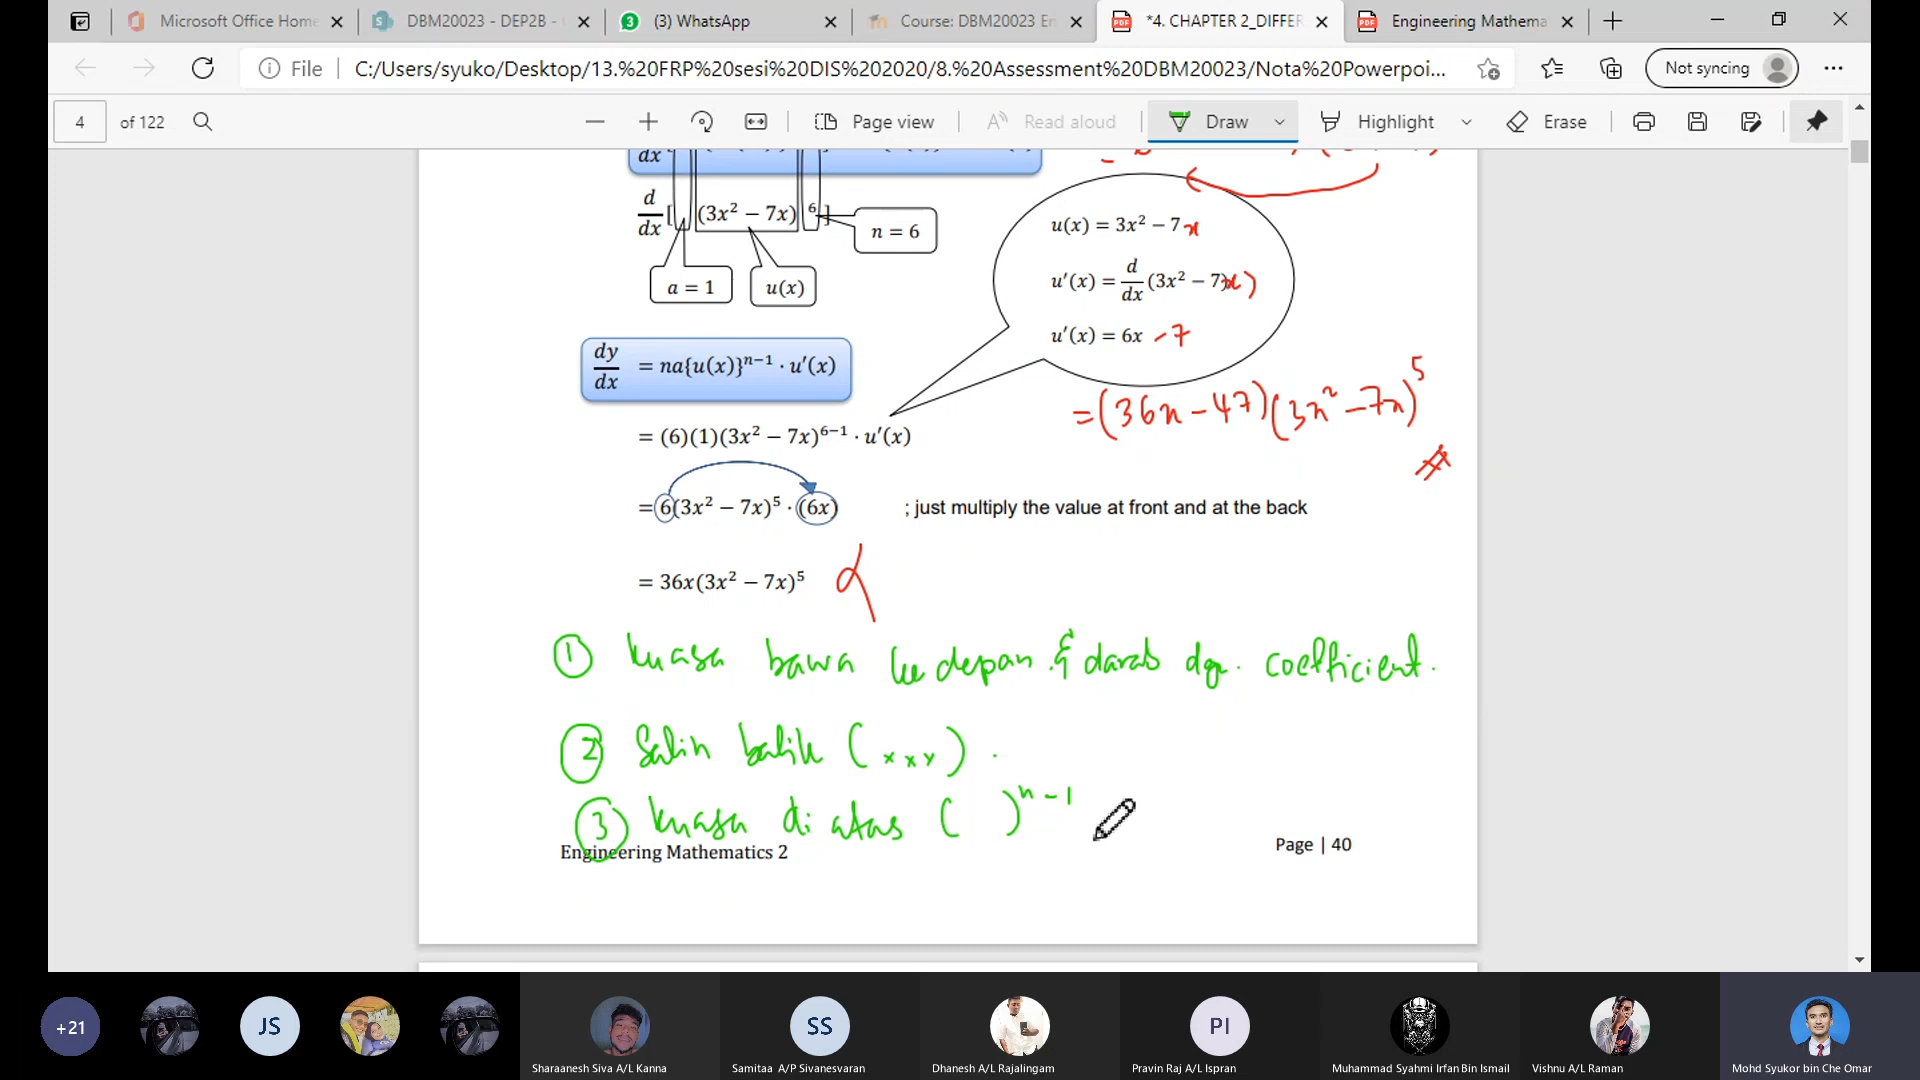 Microsoft Office Home
DBM20023 - DEP2B -
3 (3) WhatsApp
Course: DBM20023 En
*4. CHAPTER 2_DIFFER
Engineering Mathema
File C:/Users/syuko/Desktop/13.%20FRP%20sesi%20DIS%202020/8.%20Assessment%20DBM20023/Nota%20Powerpoi...
Not syncing
4 of 122
Page view
Read aloud
Draw
Highlight
Erase
dx
d/dx [(3x² − 7x)⁶]
n = 6
a = 1
u(x)
u(x) = 3x² − 7x
u′(x) = d/dx (3x² − 7x)
u′(x) = 6x − 7
dy/dx = na{u(x)}ⁿ⁻¹ · u′(x)
= (36x − 47)(3x² − 7x)⁵
= (6)(1)(3x² − 7x)⁶⁻¹ · u′(x)
= 6(3x² − 7x)⁵ · (6x) ; just multiply the value at front and at the back
= 36x(3x² − 7x)⁵
① kuasa bawa ke depan & darab dgn. coefficient.
② Salin balik (xxx).
③ kuasa di atas ( )ⁿ⁻¹
Engineering Mathematics 2
Page | 40
+21
JS
SS
PI
Sharaanesh Siva A/L Kanna
Samitaa A/P Sivanesvaran
Dhanesh A/L Rajalingam
Pravin Raj A/L Ispran
Muhammad Syahmi Irfan Bin Ismail
Vishnu A/L Raman
Mohd Syukor bin Che Omar